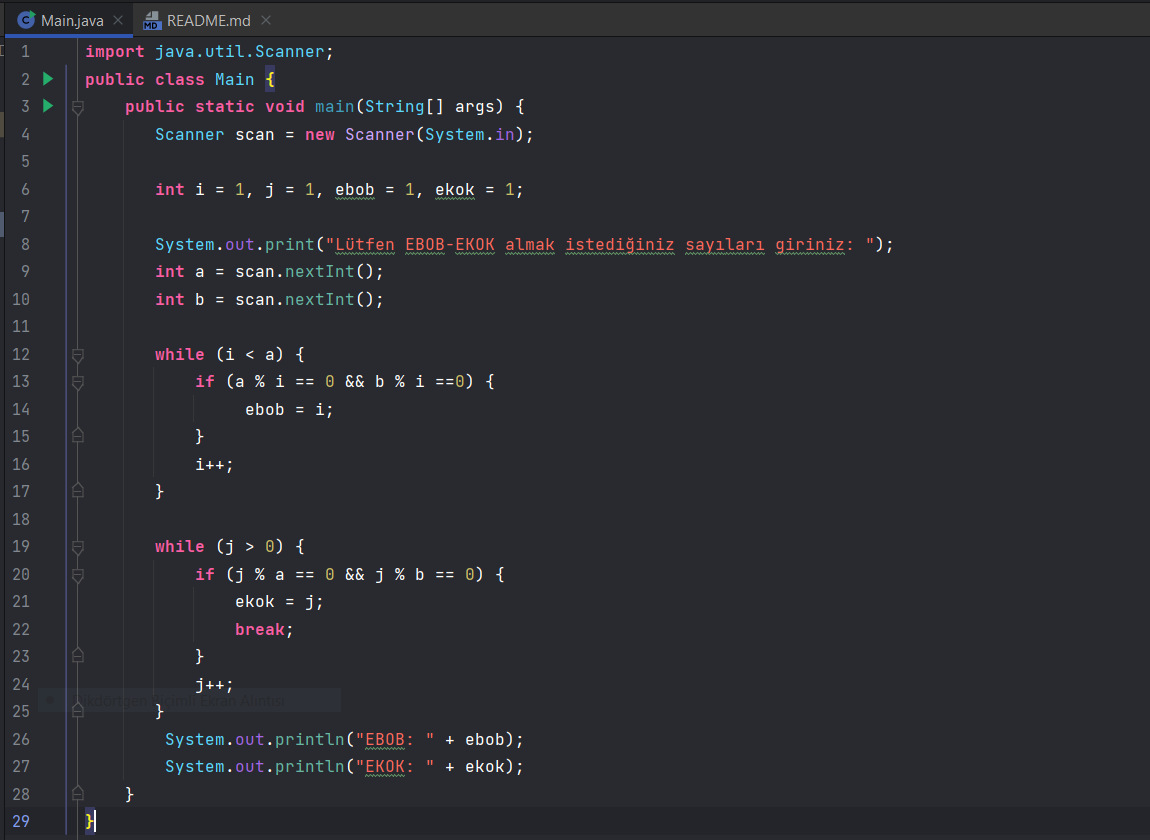 Main.java README.md
1 import java.util.Scanner;
2 public class Main {
3 public static void main(String[] args) {
4 Scanner scan = new Scanner(System.in);
5
6 int i = 1, j = 1, ebob = 1, ekok = 1;
7
8 System.out.print("Lütfen EBOB-EKOK almak istediğiniz sayıları giriniz: ");
9 int a = scan.nextInt();
10 int b = scan.nextInt();
11
12 while (i < a) {
13 if (a % i == 0 && b % i ==0) {
14 ebob = i;
15 }
16 i++;
17 }
18
19 while (j > 0) {
20 if (j % a == 0 && j % b == 0) {
21 ekok = j;
22 break;
23 }
24 j++;
25 }
26 System.out.println("EBOB: " + ebob);
27 System.out.println("EKOK: " + ekok);
28 }
29 }